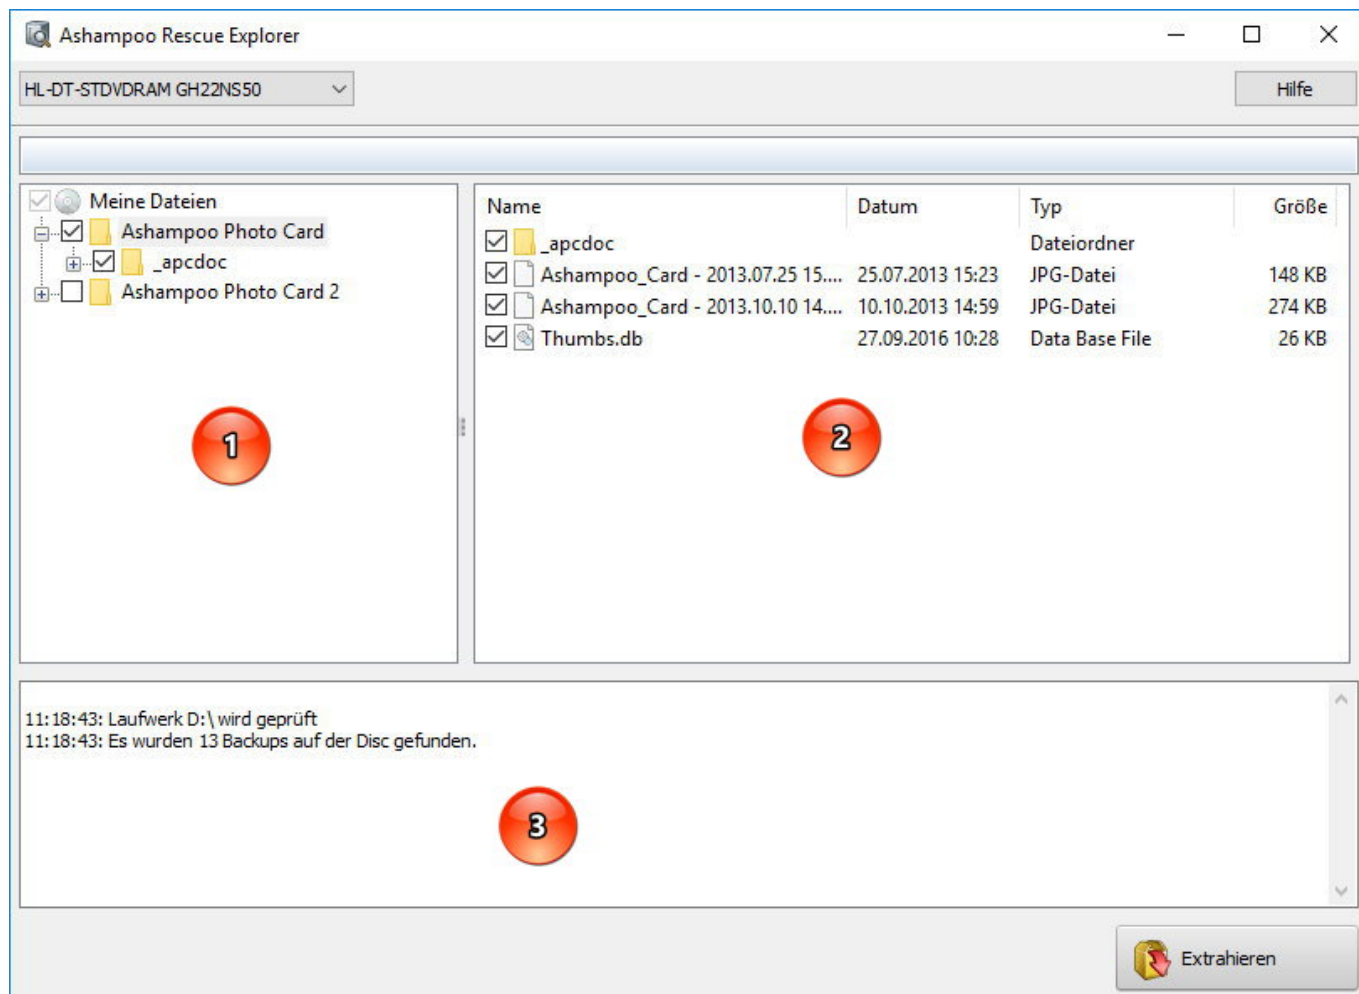 Ashampoo Rescue Explorer
HL-DT-STDVDRAM GH22NS50
Hilfe
Meine Dateien
Ashampoo Photo Card
_apcdoc
Ashampoo Photo Card 2
1
Name Datum Typ Größe
_apcdoc Dateiordner
Ashampoo_Card - 2013.07.25 15.... 25.07.2013 15:23 JPG-Datei 148 KB
Ashampoo_Card - 2013.10.10 14.... 10.10.2013 14:59 JPG-Datei 274 KB
Thumbs.db 27.09.2016 10:28 Data Base File 26 KB
2
11:18:43: Laufwerk D:\ wird geprüft
11:18:43: Es wurden 13 Backups auf der Disc gefunden.
3
Extrahieren